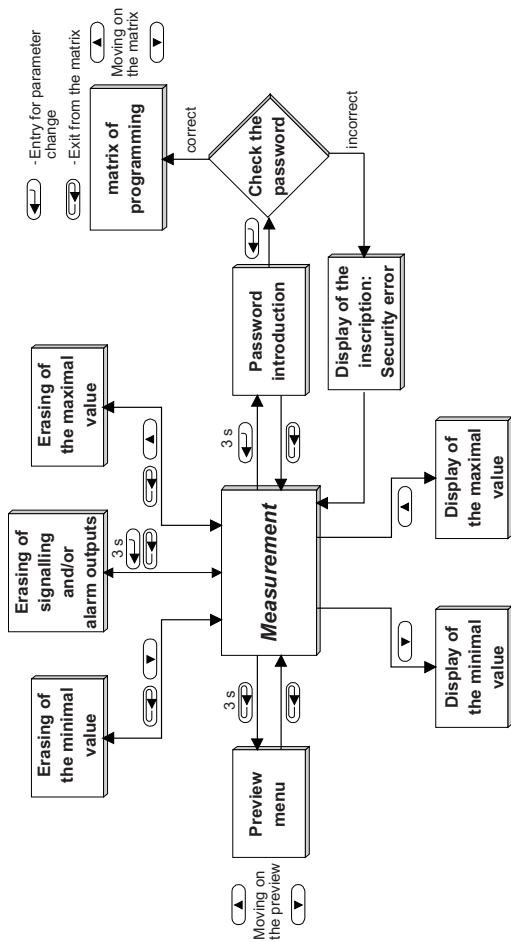 Erasing of
the minimal
value
Erasing of
signalling
and/or
alarm outputs
Erasing of
the maximal
value
- Entry for parameter
change
- Exit from the matrix
matrix of
programming
Moving on
the matrix
3 s
3 s
3 s
Moving on
the preview
Preview
menu
Measurement
Password
introduction
Check the
password
correct
incorrect
Display of the
inscription:
Security error
Display of
the minimal
value
Display of
the maximal
value